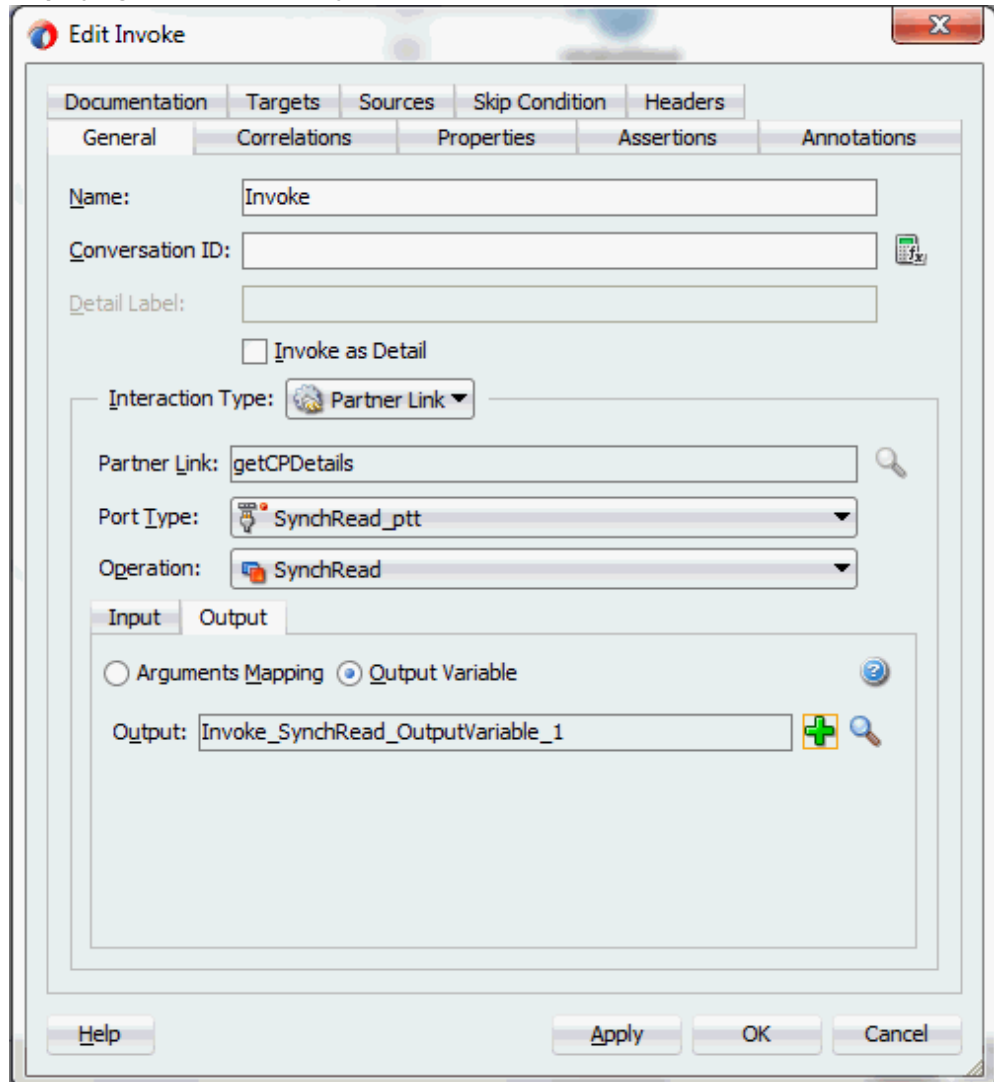 Edit Invoke
Documentation Targets Sources Skip Condition Headers
General Correlations Properties Assertions Annotations
Name: Invoke
Conversation ID:
Detail Label:
Invoke as Detail
Interaction Type: Partner Link
Partner Link: getCPDetails
Port Type: SynchRead_ptt
Operation: SynchRead
Input Output
Arguments Mapping Output Variable
Output: Invoke_SynchRead_OutputVariable_1
Help Apply OK Cancel